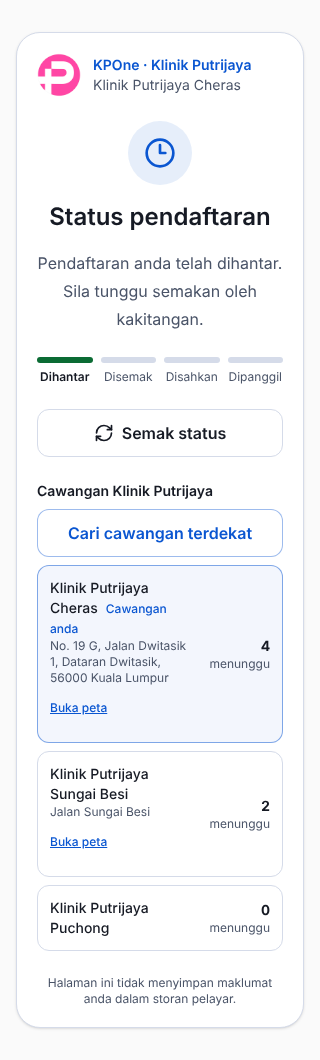 KPOne · Klinik Putrijaya
Klinik Putrijaya Cheras
Status pendaftaran
Pendaftaran anda telah dihantar.
Sila tunggu semakan oleh
kakitangan.
Dihantar Disemak Disahkan Dipanggil
Semak status
Cawangan Klinik Putrijaya
Cari cawangan terdekat
Klinik Putrijaya
Cheras Cawangan
anda
No. 19 G, Jalan Dwitasik
1, Dataran Dwitasik,
56000 Kuala Lumpur
Buka peta
4
menunggu
Klinik Putrijaya
Sungai Besi
Jalan Sungai Besi
Buka peta
2
menunggu
Klinik Putrijaya
Puchong
0
menunggu
Halaman ini tidak menyimpan maklumat
anda dalam storan pelayar.